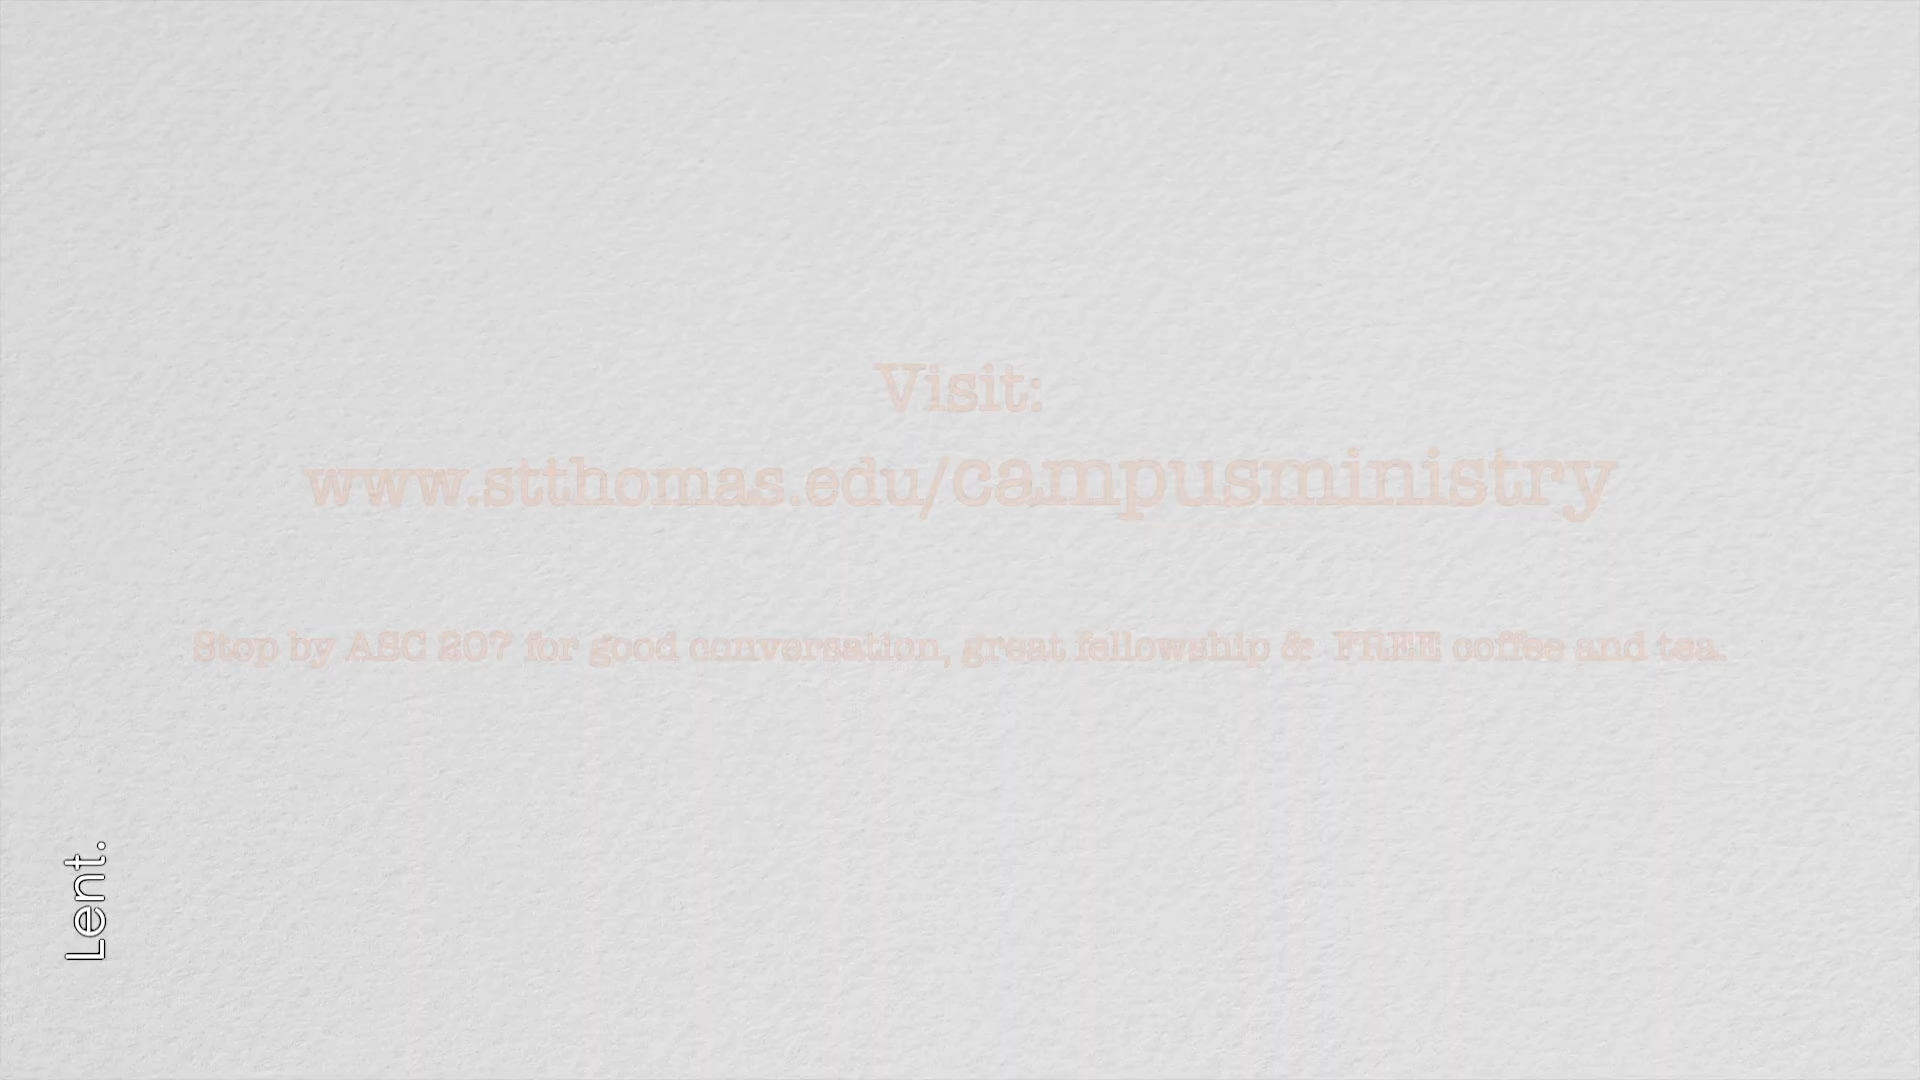 Visit:
www.stthomas.edu/campusministry
Stop by ASC 207 for good conversation, great fellowship & FREE coffee and tea.
Lent.